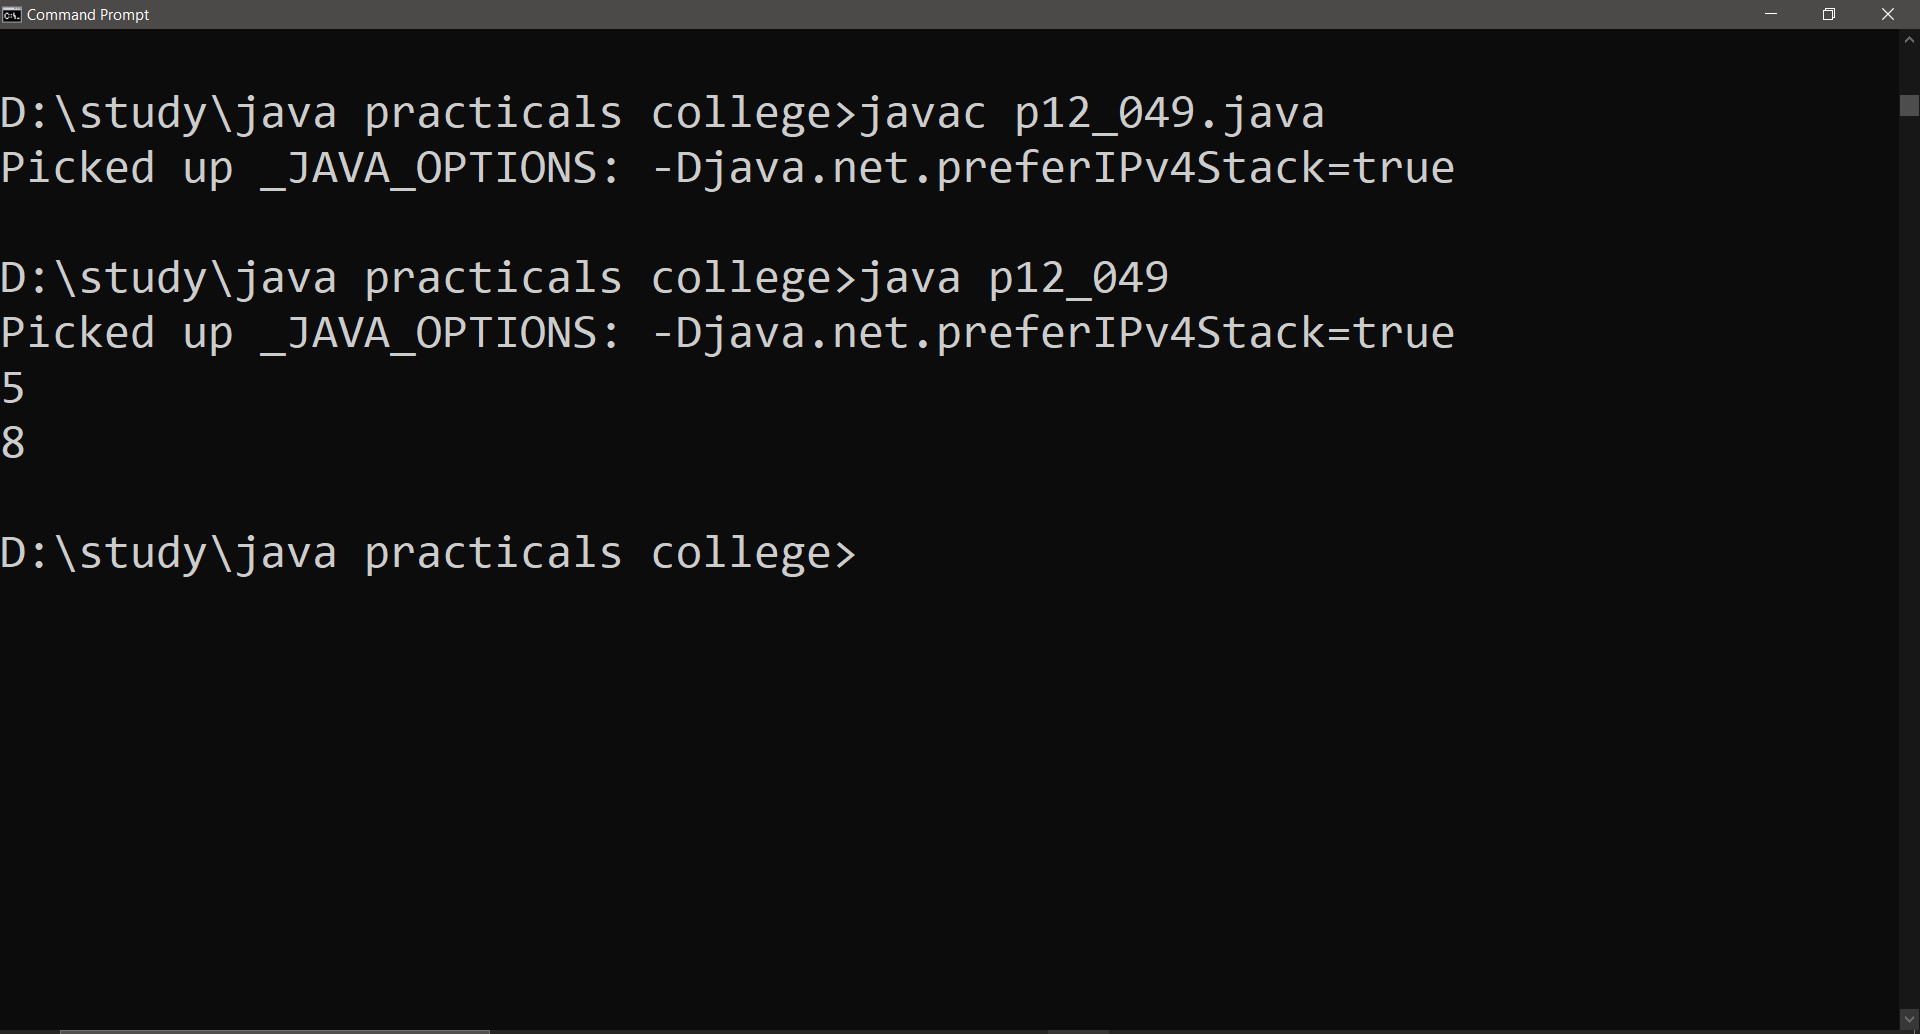 Command Prompt
D:\study\java practicals college>javac p12_049.java
Picked up _JAVA_OPTIONS: -Djava.net.preferIPv4Stack=true
D:\study\java practicals college>java p12_049
Picked up _JAVA_OPTIONS: -Djava.net.preferIPv4Stack=true
5
8
D:\study\java practicals college>